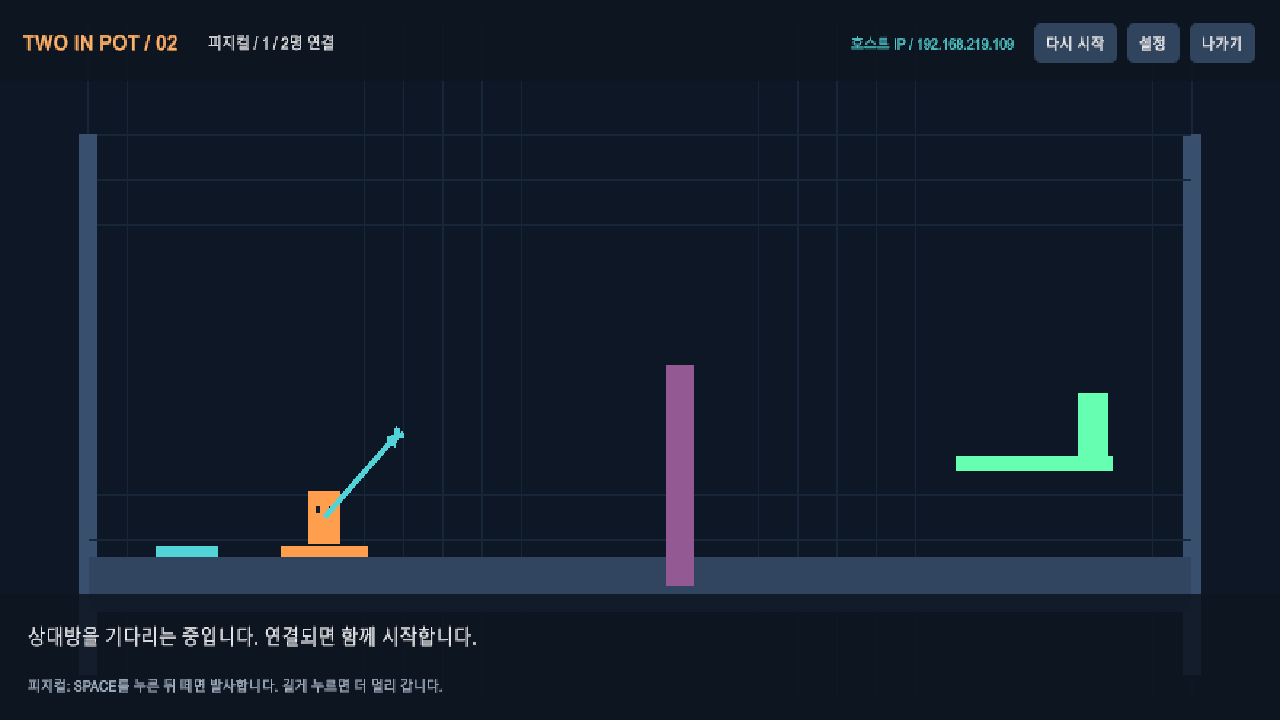 TWO IN POT / 02
피지컬 / 1 / 2명 연결
호스트 IP / 192.168.219.109
다시 시작
설정
나가기
상대방을 기다리는 중입니다. 연결되면 함께 시작합니다.
피지컬: SPACE를 누른 뒤 떼면 발사합니다. 길게 누르면 더 멀리 갑니다.